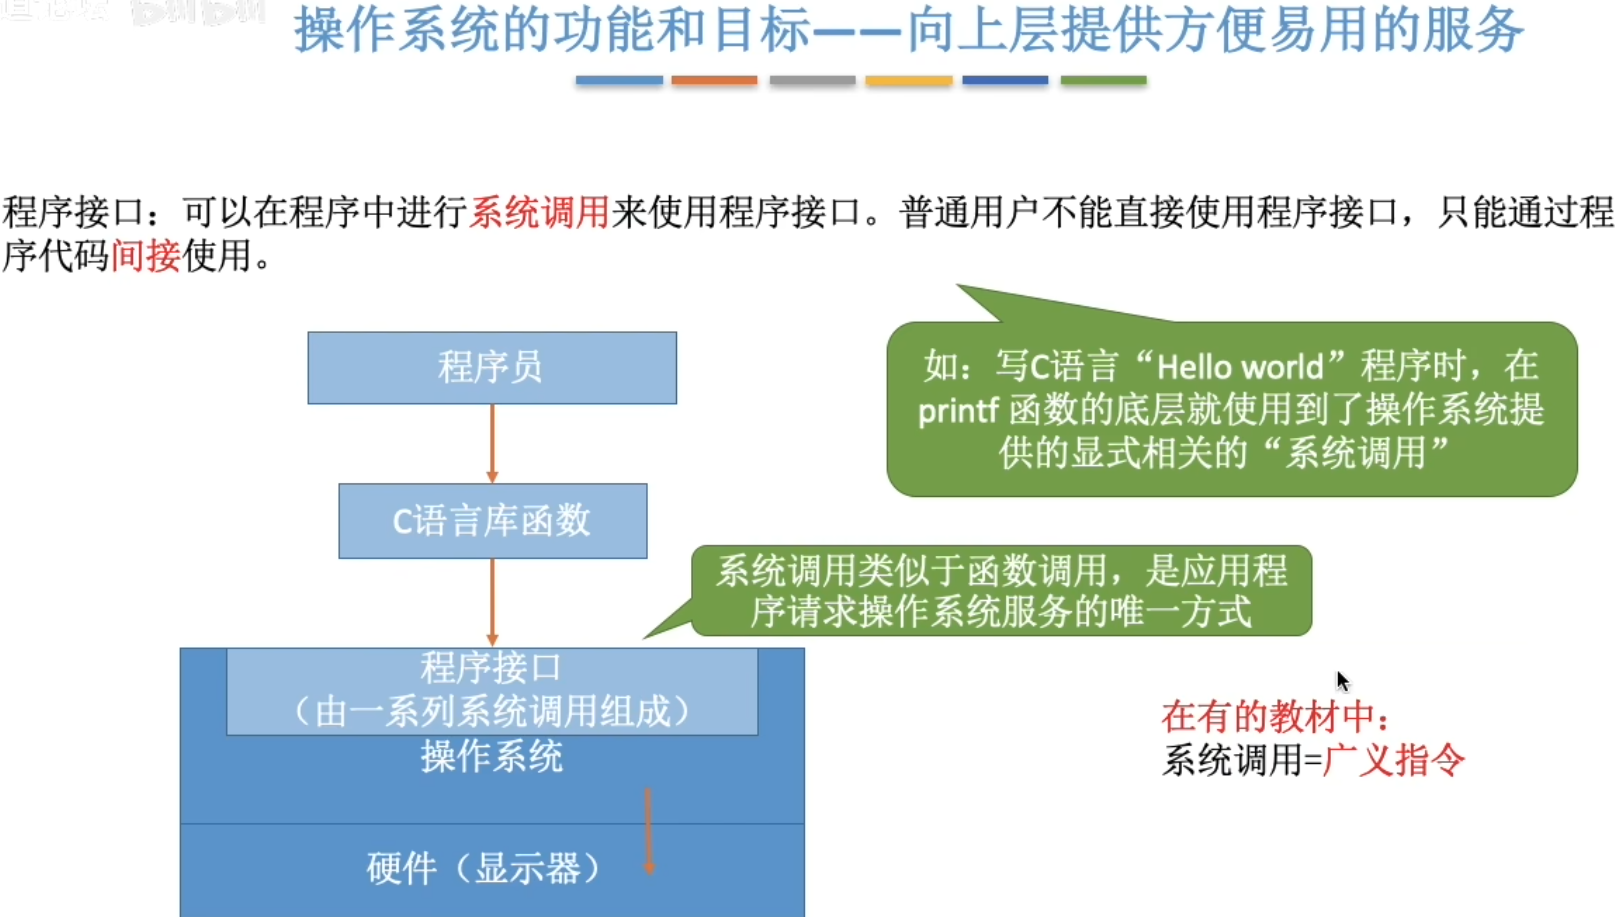 操作系统的功能和目标——向上层提供方便易用的服务
程序接口：可以在程序中进行系统调用来使用程序接口。普通用户不能直接使用程序接口，只能通过程
序代码间接使用。
程序员
如：写C语言“Hello world”程序时，在
printf 函数的底层就使用到了操作系统提
供的显式相关的“系统调用”
C语言库函数
系统调用类似于函数调用，是应用程
序请求操作系统服务的唯一方式
程序接口
（由一系列系统调用组成）
操作系统
在有的教材中：
系统调用=广义指令
硬件（显示器）